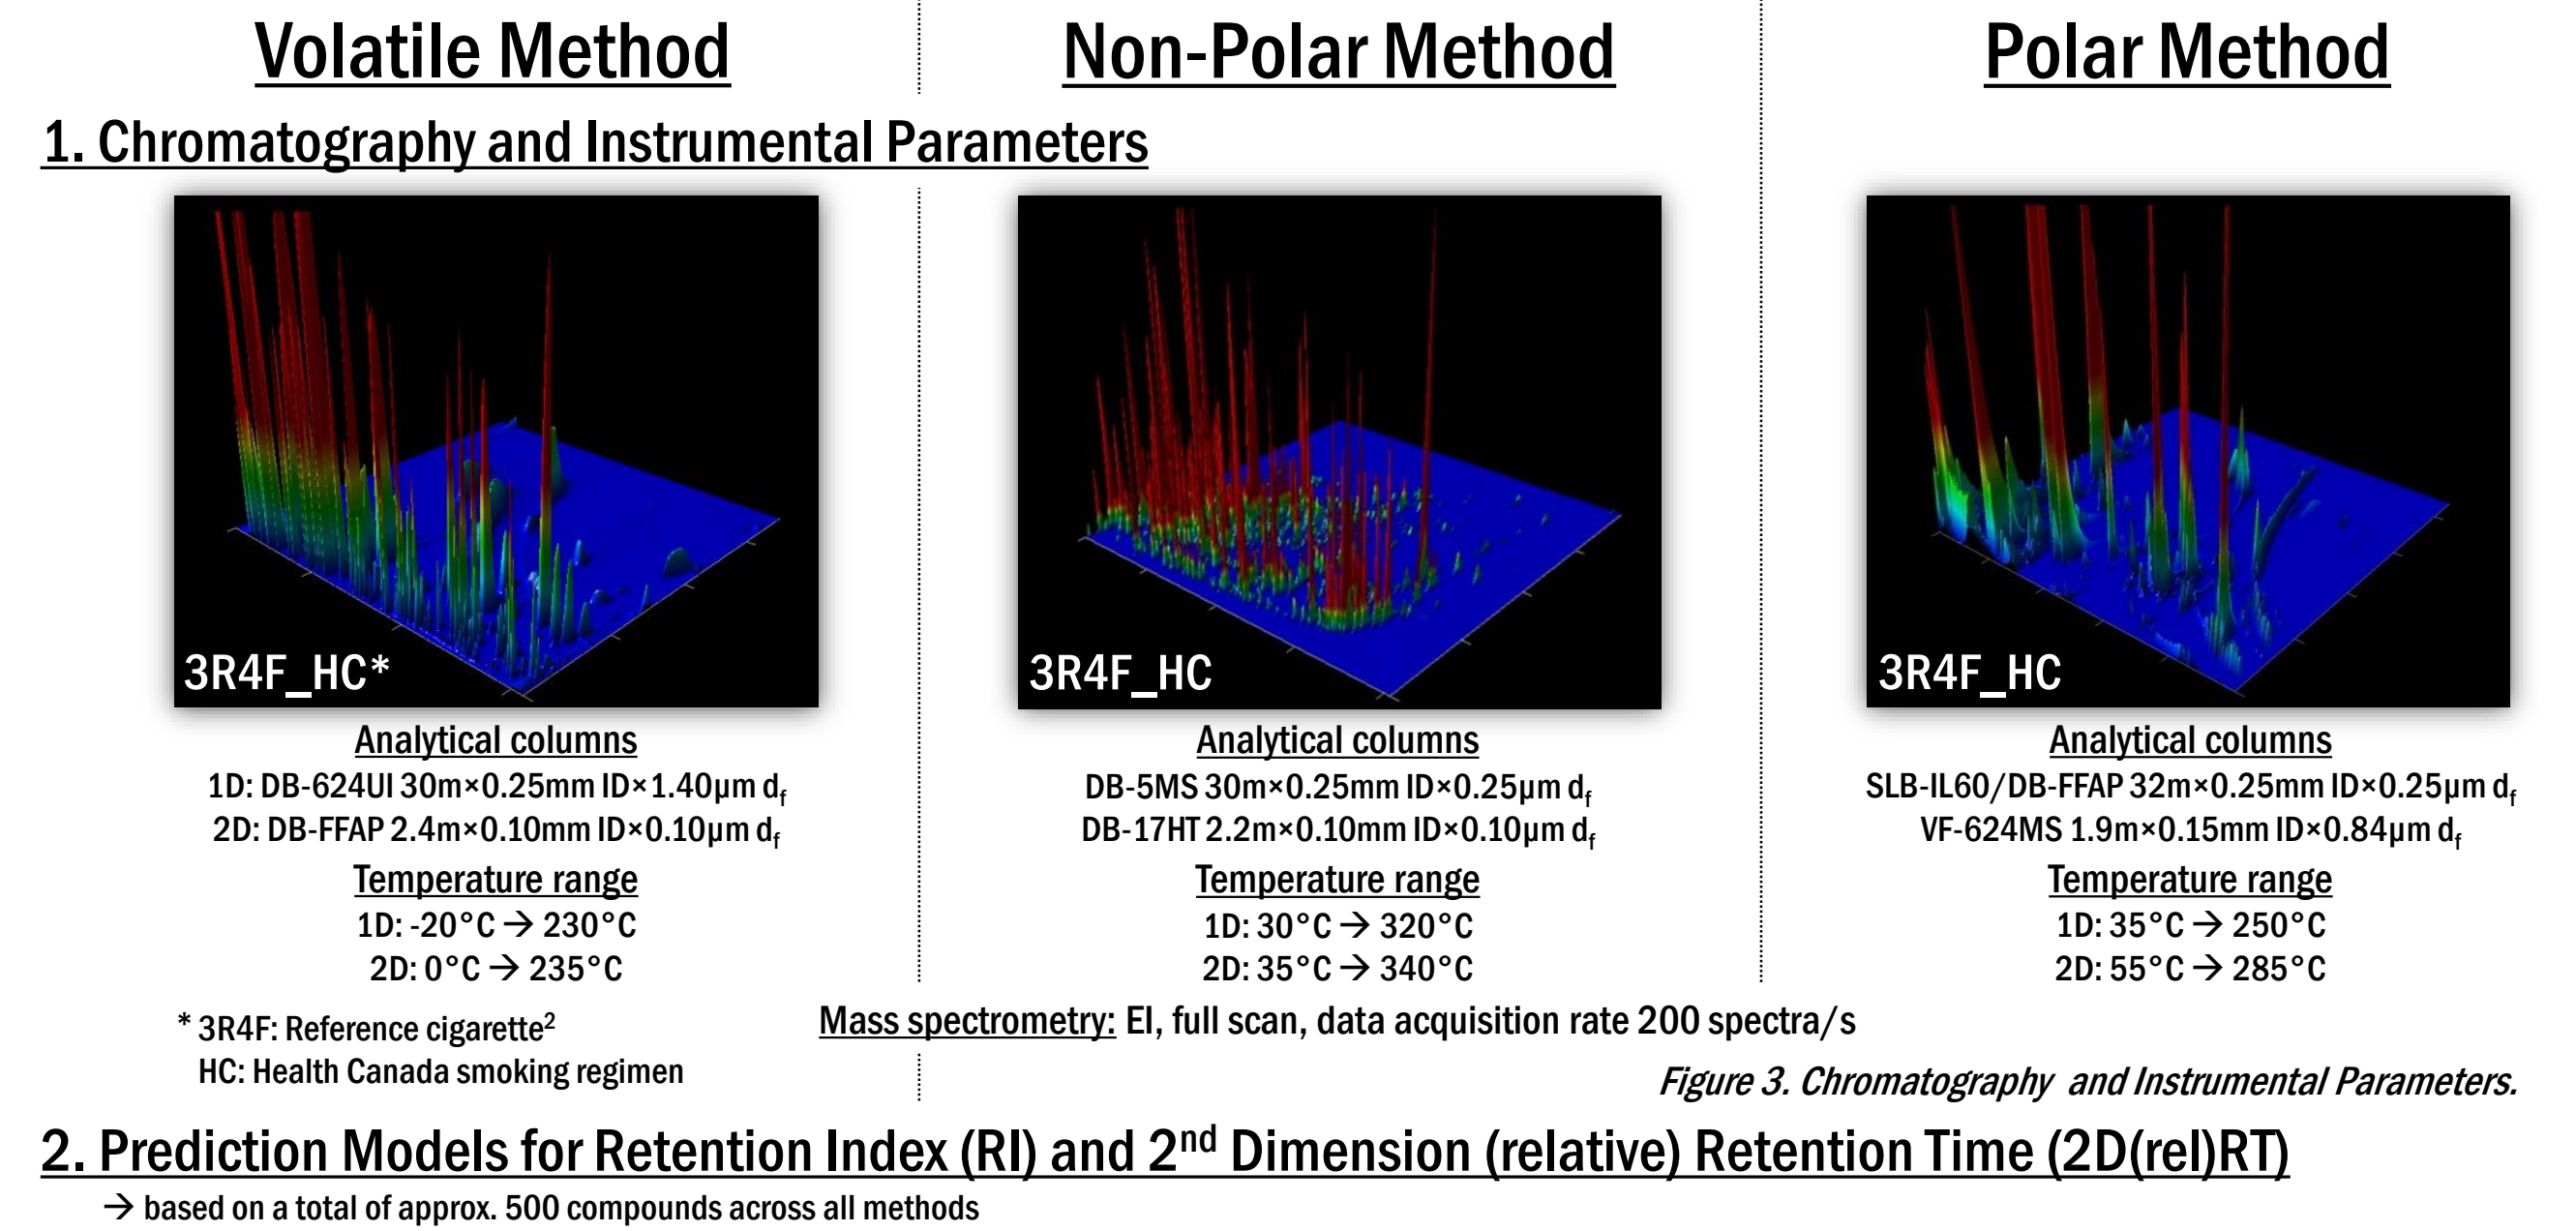 Volatile Method
Non-Polar Method
Polar Method
1. Chromatography and Instrumental Parameters
3R4F_HC*
3R4F_HC
3R4F_HC
Analytical columns
1D: DB-624UI 30m×0.25mm ID×1.40µm df
2D: DB-FFAP 2.4m×0.10mm ID×0.10µm df
Temperature range
1D: -20°C → 230°C
2D: 0°C → 235°C
Analytical columns
DB-5MS 30m×0.25mm ID×0.25µm df
DB-17HT 2.2m×0.10mm ID×0.10µm df
Temperature range
1D: 30°C → 320°C
2D: 35°C → 340°C
Analytical columns
SLB-IL60/DB-FFAP 32m×0.25mm ID×0.25µm df
VF-624MS 1.9m×0.15mm ID×0.84µm df
Temperature range
1D: 35°C → 250°C
2D: 55°C → 285°C
* 3R4F: Reference cigarette2
HC: Health Canada smoking regimen
Mass spectrometry: EI, full scan, data acquisition rate 200 spectra/s
Figure 3. Chromatography and Instrumental Parameters.
2. Prediction Models for Retention Index (RI) and 2nd Dimension (relative) Retention Time (2D(rel)RT)
→ based on a total of approx. 500 compounds across all methods